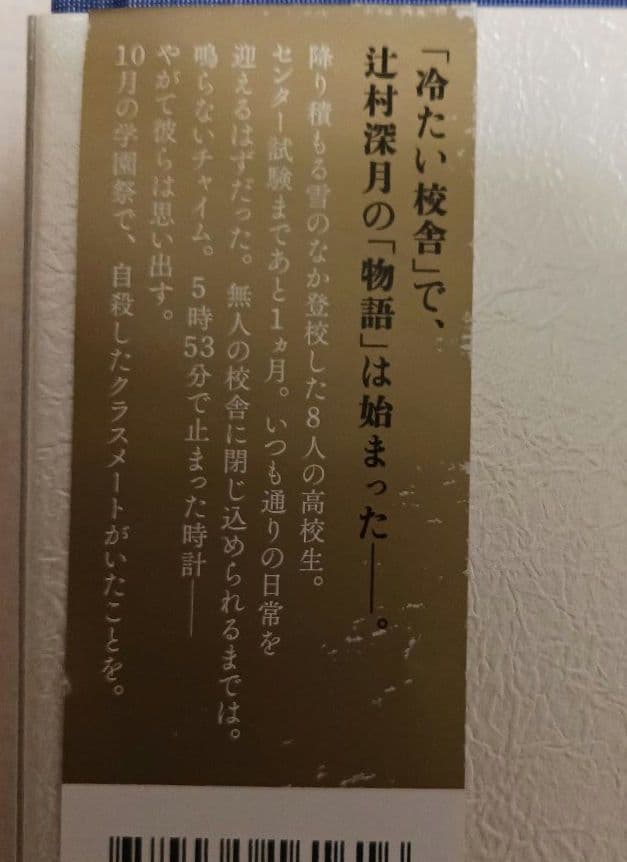 「冷たい校舎」で、
辻村深月の「物語」は始まった――。
降り積もる雪のなか登校した8人の高校生。
センター試験まであと1ヵ月。いつも通りの日常を
迎えるはずだった。無人の校舎に閉じ込められるまでは。
鳴らないチャイム。5時53分で止まった時計――
やがて彼らは思い出す。
10月の学園祭で、自殺したクラスメートがいたことを。